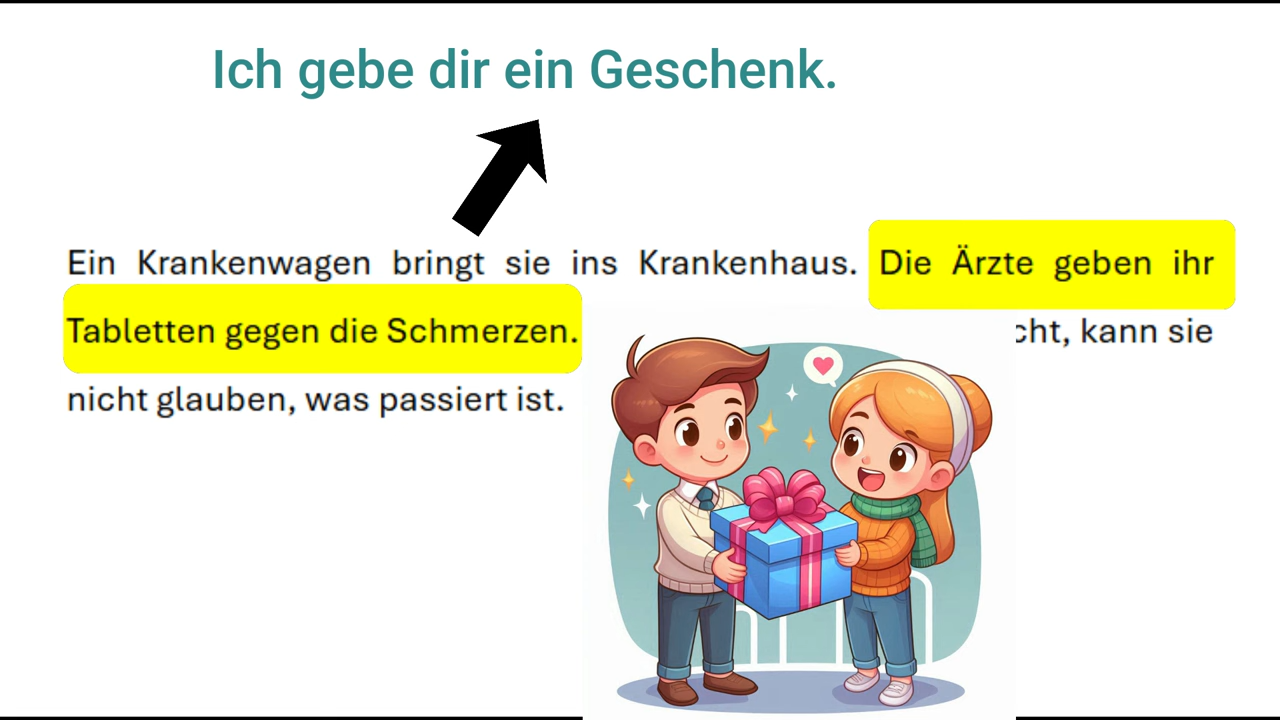 Ich gebe dir ein Geschenk.
Ein Krankenwagen bringt sie ins Krankenhaus. Die Ärzte geben ihr
Tabletten gegen die Schmerzen. kann sie
nicht glauben, was passiert ist.